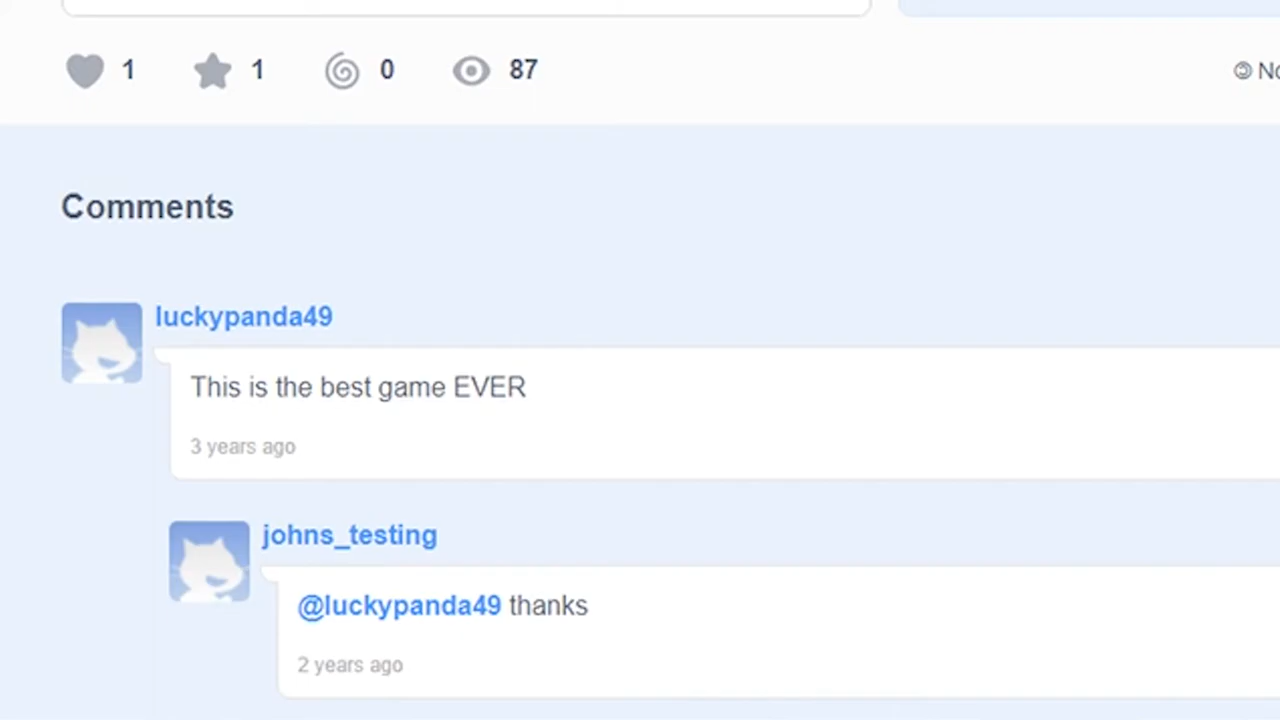 1 1 0 87 No
Comments
luckypanda49
This is the best game EVER
3 years ago
johns_testing
@luckypanda49 thanks
2 years ago